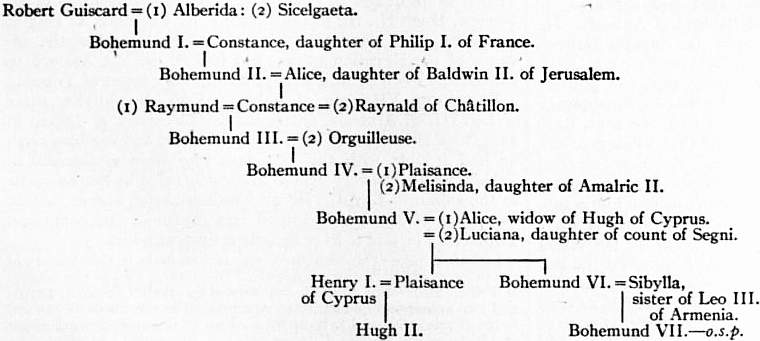 Robert Guiscard = (1) Alberida: (2) Sicelgaeta.
Bohemund I. = Constance, daughter of Philip I. of France.
Bohemund II. = Alice, daughter of Baldwin II. of Jerusalem.
(1) Raymund = Constance = (2) Raynald of Châtillon.
Bohemund III. = (2) Orguilleuse.
Bohemund IV. = (1) Plaisance.
(2) Melisinda, daughter of Amalric II.
Bohemund V. = (1) Alice, widow of Hugh of Cyprus.
= (2) Luciana, daughter of count of Segni.
Henry I. = Plaisance Bohemund VI. = Sibylla,
of Cyprus sister of Leo III.
of Armenia.
Hugh II. Bohemund VII.—o.s.p.